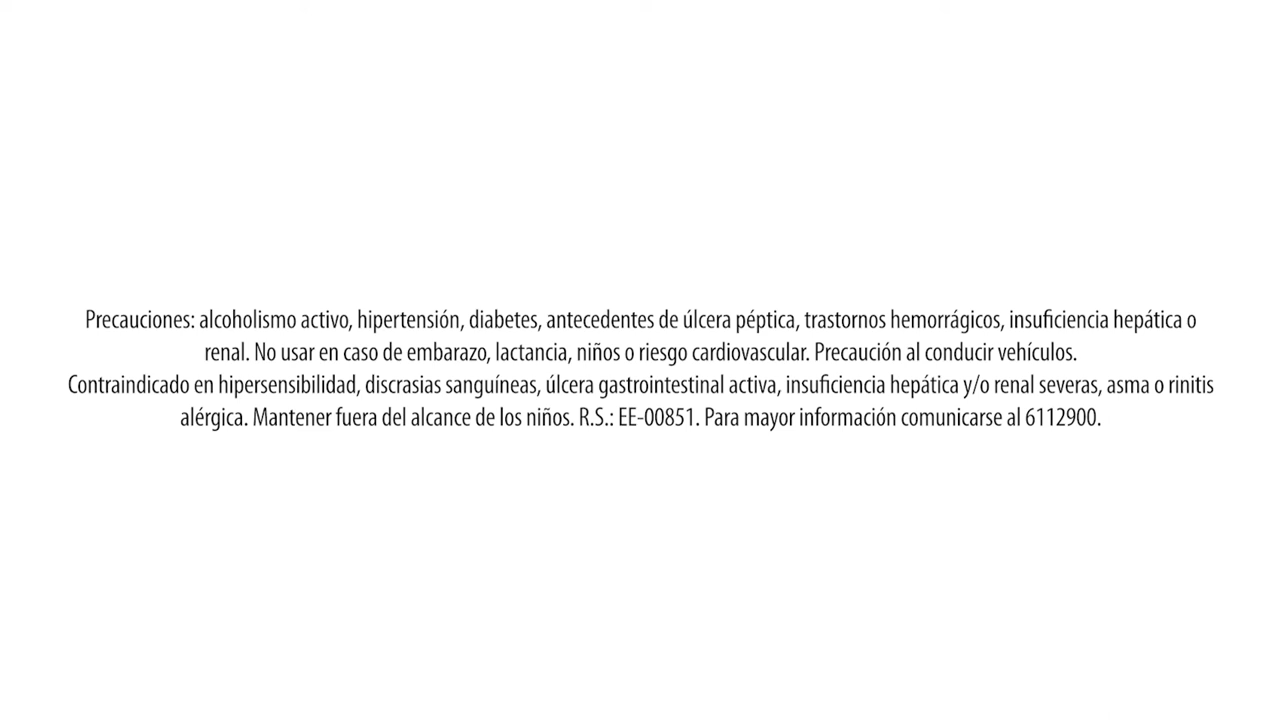 Precauciones: alcoholismo activo, hipertensión, diabetes, antecedentes de úlcera péptica, trastornos hemorrágicos, insuficiencia hepática o
renal. No usar en caso de embarazo, lactancia, niños o riesgo cardiovascular. Precaución al conducir vehículos.
Contraindicado en hipersensibilidad, discrasias sanguíneas, úlcera gastrointestinal activa, insuficiencia hepática y/o renal severas, asma o rinitis
alérgica. Mantener fuera del alcance de los niños. R.S.: EE-00851. Para mayor información comunicarse al 6112900.